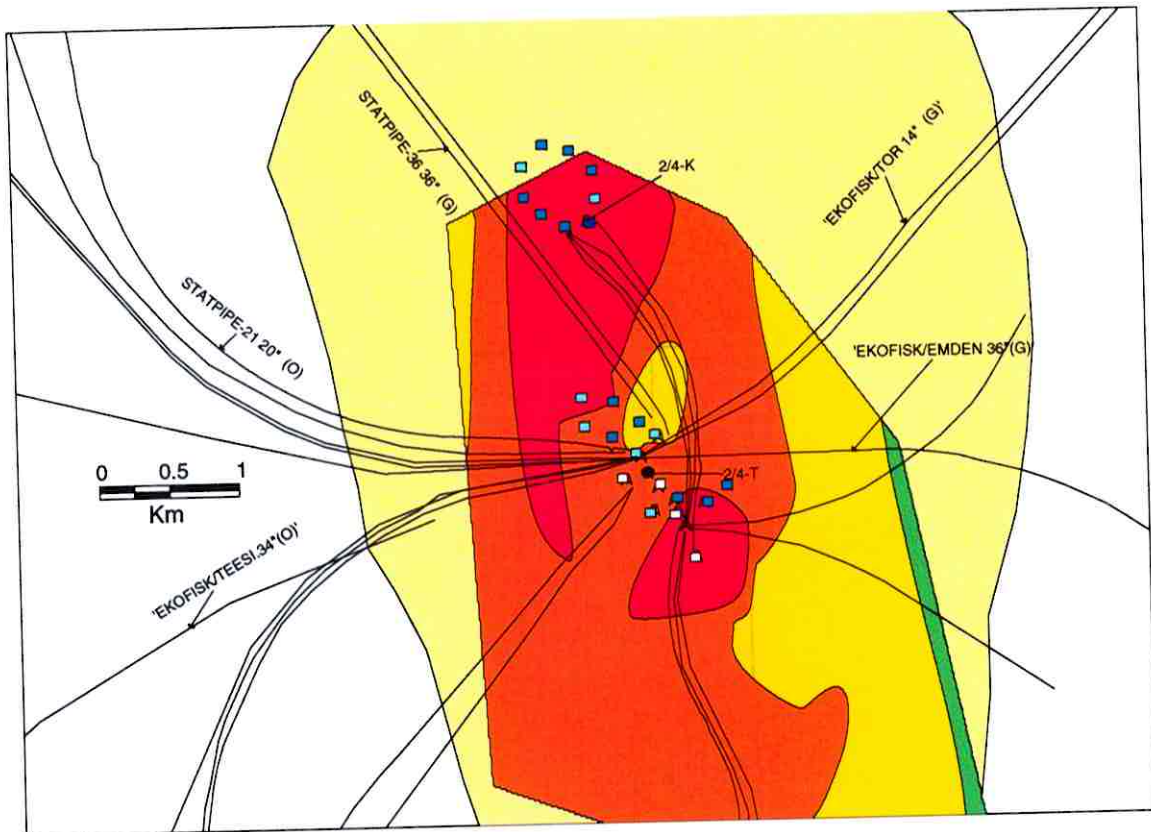 STATPIPE-36 36" (G)
2/4-K
'EKOFISK/TOR 14" (G)'
STATPIPE-21 20" (O)
'EKOFISK/EMDEN 36"(G)
0 0.5 1
Km
2/4-T
'EKOFISK/TEESI.34"(O)'